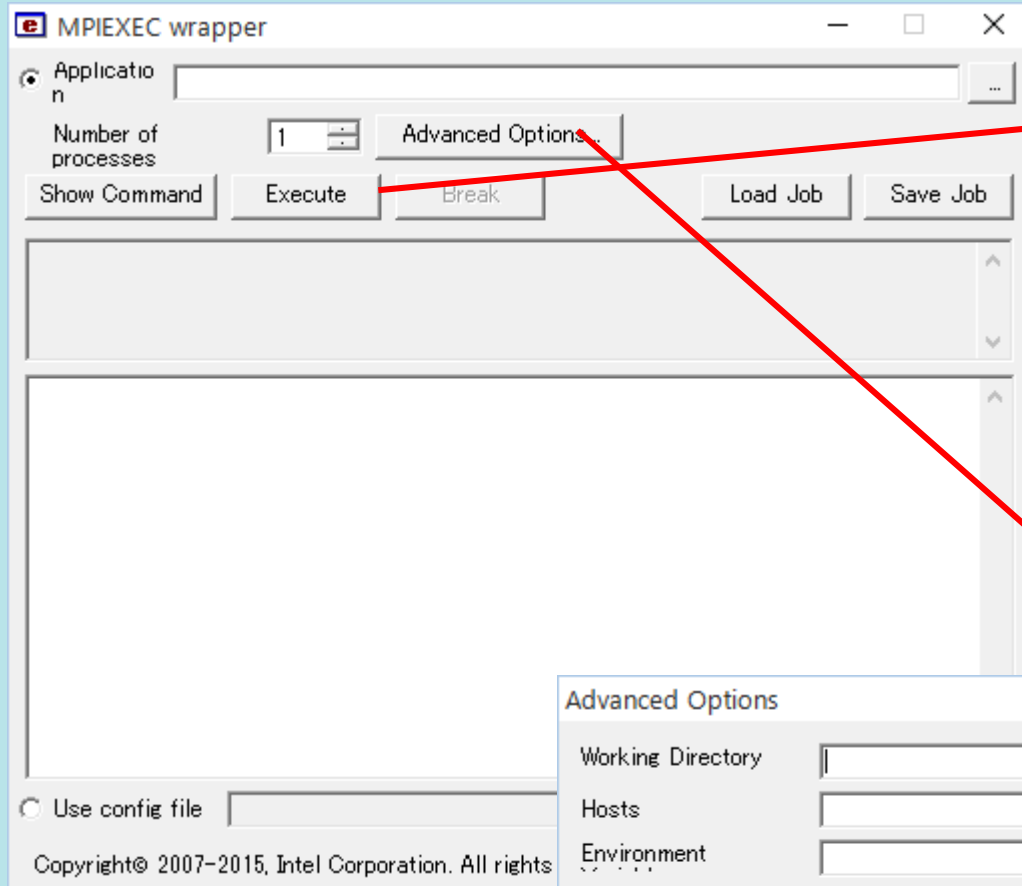 MPIEXEC wrapper
Applicatio
n
...
Number of
processes
1
Advanced Options..
Show Command
Execute
Break
Load Job
Save Job
Advanced Options
Working Directory
Hosts
Environment
Use config file
Copyright© 2007-2015, Intel Corporation. All rights